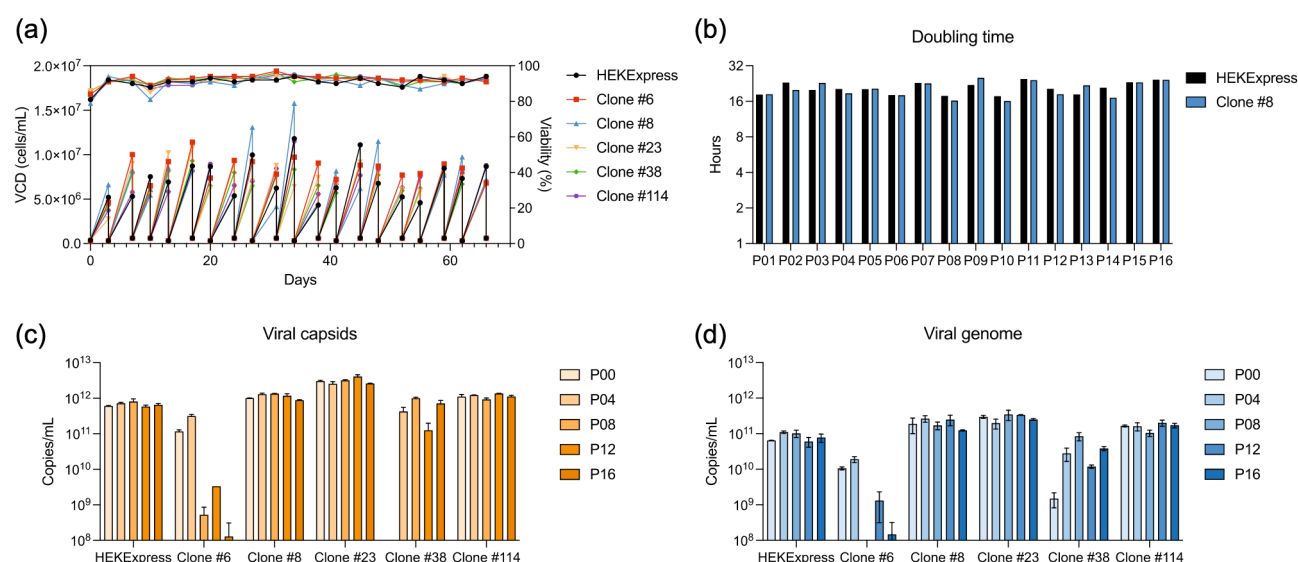 (a)
VCD (cells/mL)
2.0×10⁷
1.5×10⁷
1.0×10⁷
5.0×10⁶
0.0
0 20 40 60
Days
100
80
60
40
20
0
Viability (%)
HEKExpress
Clone #6
Clone #8
Clone #23
Clone #38
Clone #114
(b)
Doubling time
Hours
32
16
8
4
2
1
P01 P02 P03 P04 P05 P06 P07 P08 P09 P10 P11 P12 P13 P14 P15 P16
HEKExpress
Clone #8
(c)
Viral capsids
Copies/mL
10¹³
10¹²
10¹¹
10¹⁰
10⁹
10⁸
HEKExpress Clone #6 Clone #8 Clone #23 Clone #38 Clone #114
P00
P04
P08
P12
P16
(d)
Viral genome
Copies/mL
10¹³
10¹²
10¹¹
10¹⁰
10⁹
10⁸
HEKExpress Clone #6 Clone #8 Clone #23 Clone #38 Clone #114
P00
P04
P08
P12
P16